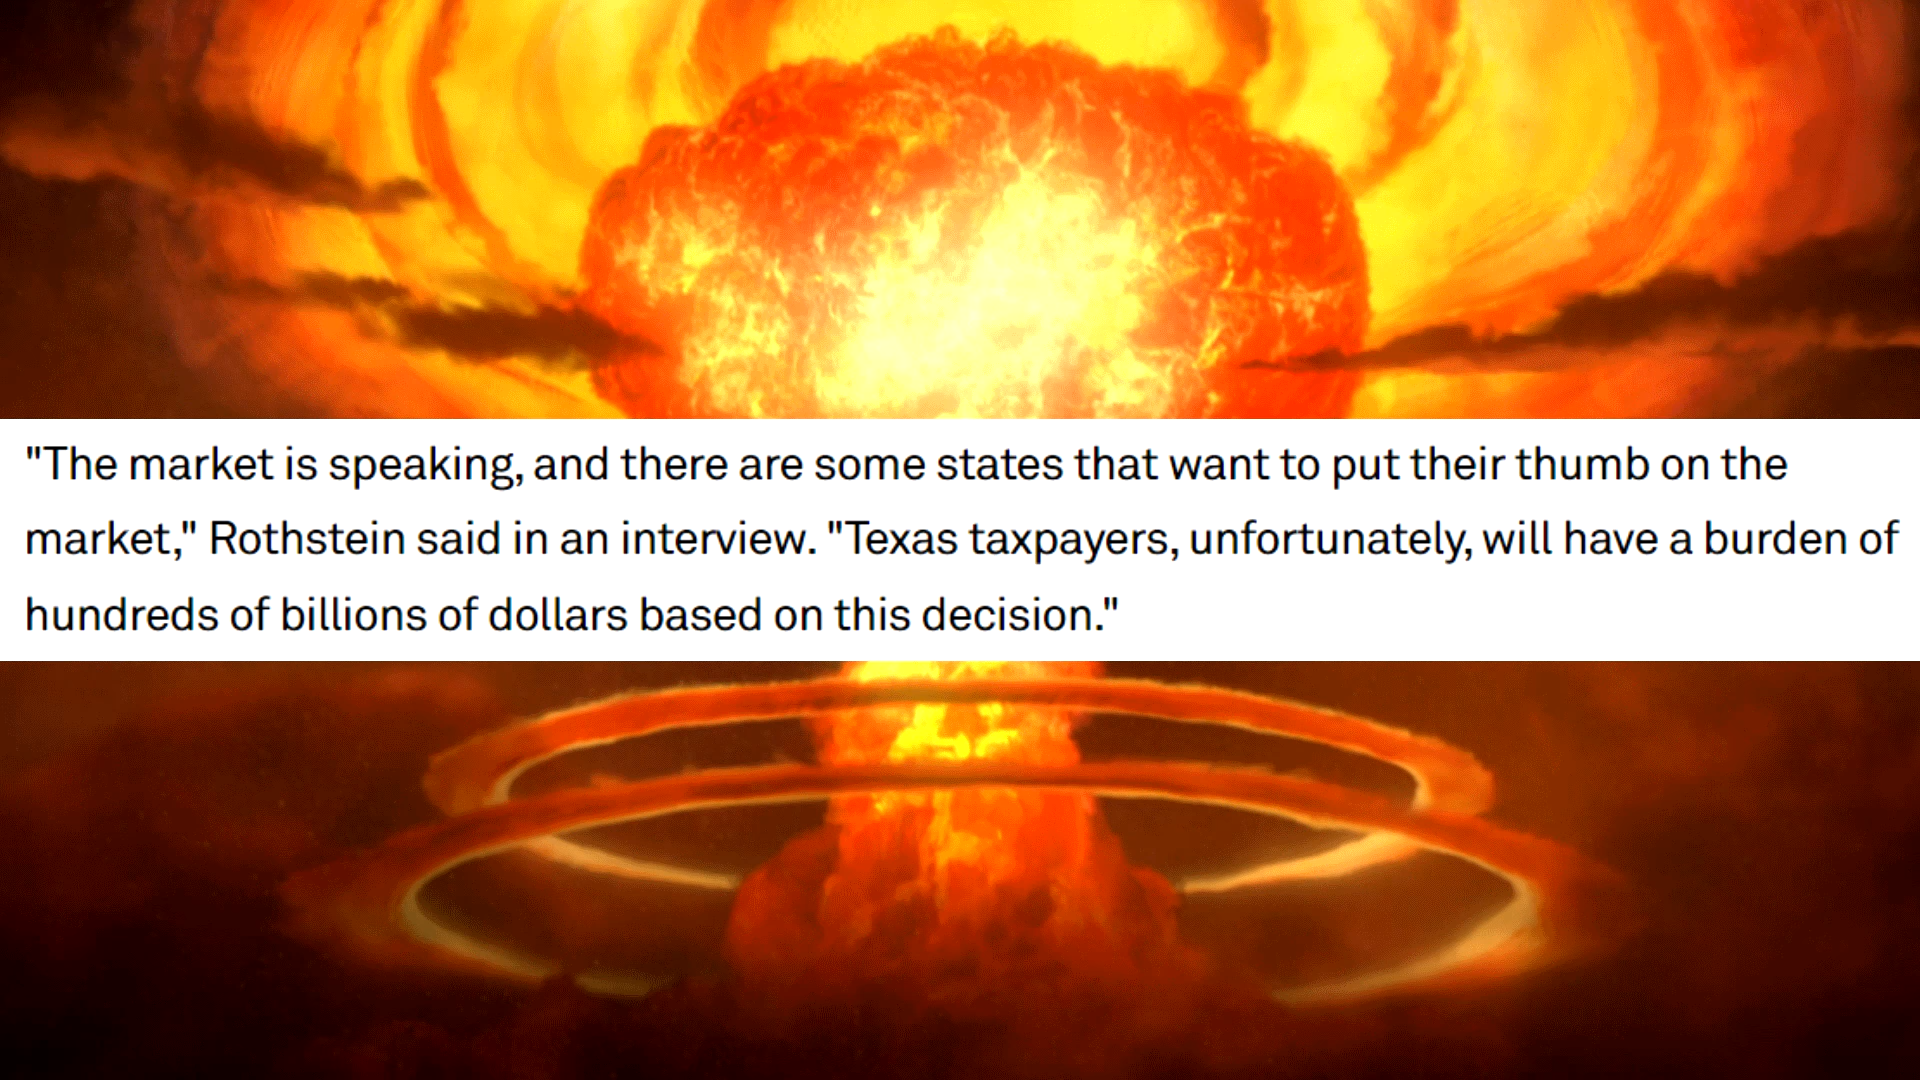 "The market is speaking, and there are some states that want to put their thumb on the
market," Rothstein said in an interview. "Texas taxpayers, unfortunately, will have a burden of
hundreds of billions of dollars based on this decision."